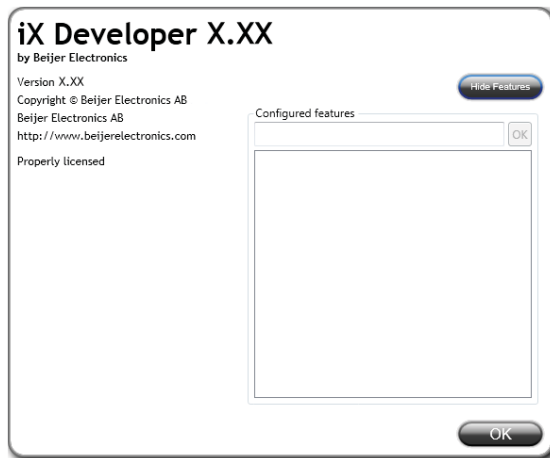 iX Developer X.XX
by Beijer Electronics
Version X.XX
Copyright © Beijer Electronics AB
Beijer Electronics AB
http://www.beijerelectronics.com
Properly licensed
Hide Features
Configured features
OK
OK